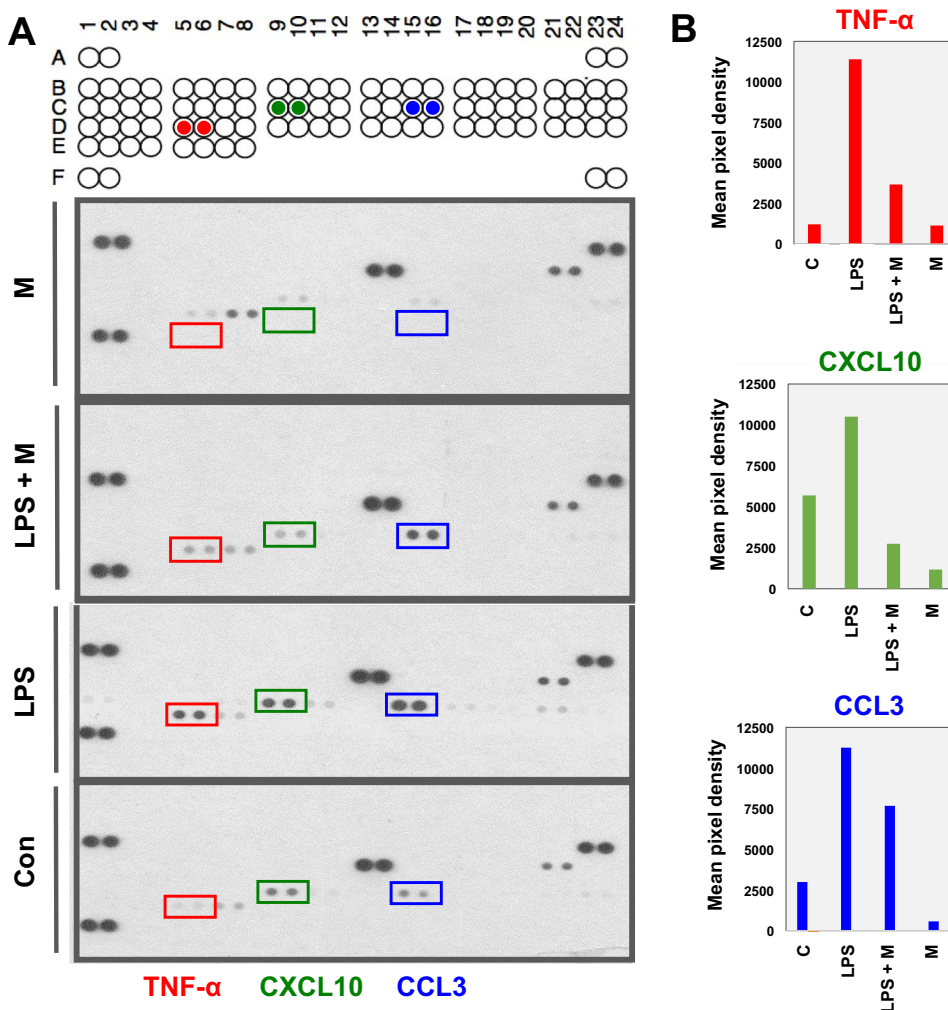 A
1 2 3 4 5 6 7 8 9 10 11 12 13 14 15 16 17 18 19 20 21 22 23 24
A
B
C
D
E
F
M
LPS + M
LPS
Con
TNF-α CXCL10 CCL3
B
TNF-α
Mean pixel density
12500
10000
7500
5000
2500
0
C LPS LPS + M M
CXCL10
Mean pixel density
12500
10000
7500
5000
2500
0
C LPS LPS + M M
CCL3
Mean pixel density
12500
10000
7500
5000
2500
0
C LPS LPS + M M